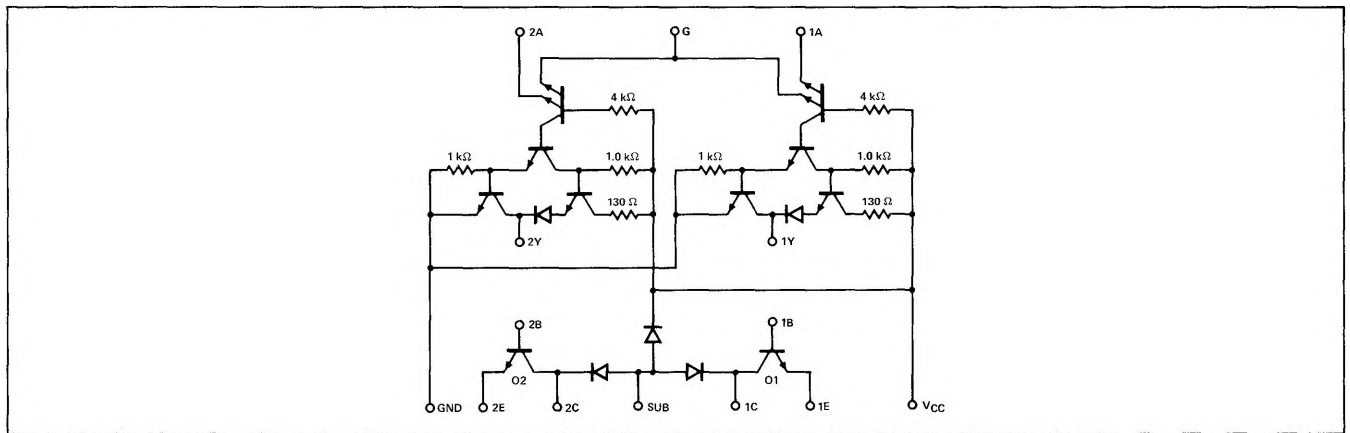 2A G 1A
4 kΩ 4 kΩ
1 kΩ 1.0 kΩ 1 kΩ 1.0 kΩ
130 Ω 130 Ω
2Y 1Y
2B 1B
O2 O1
GND 2E 2C SUB 1C 1E VCC